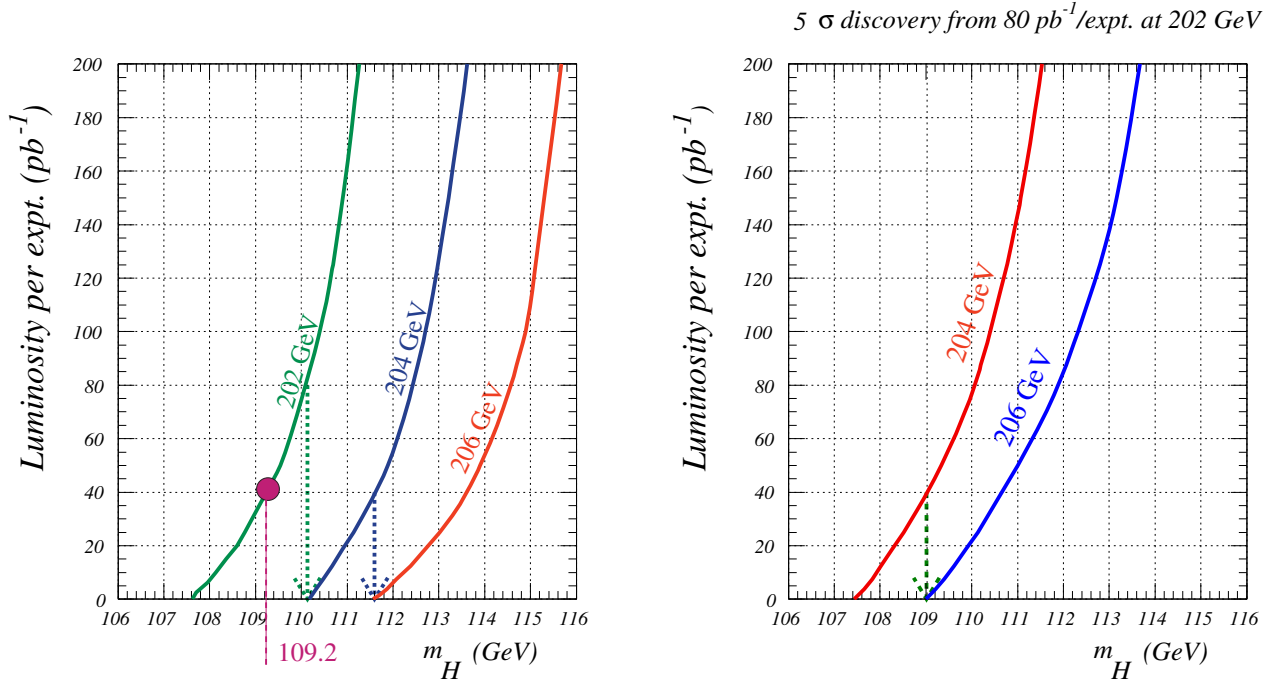 5 σ discovery from 80 pb⁻¹/expt. at 202 GeV
Luminosity per expt. (pb⁻¹)
200
180
160
140
120
100
80
60
40
20
0
202 GeV
204 GeV
206 GeV
106 107 108 109 110 111 112 113 114 115 116
109.2
m_H (GeV)
Luminosity per expt. (pb⁻¹)
200
180
160
140
120
100
80
60
40
20
0
204 GeV
206 GeV
106 107 108 109 110 111 112 113 114 115 116
m_H (GeV)